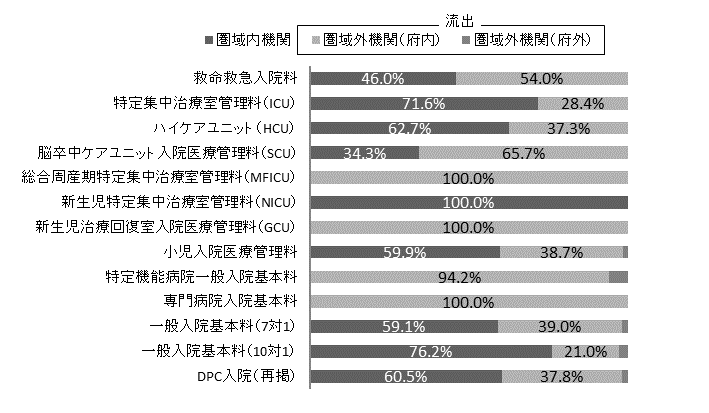 流出
圏域内機関 圏域外機関(府内) 圏域外機関(府外)
救命救急入院料 46.0% 54.0%
特定集中治療室管理料(ICU) 71.6% 28.4%
ハイケアユニット(HCU) 62.7% 37.3%
脳卒中ケアユニット入院医療管理料(SCU) 34.3% 65.7%
総合周産期特定集中治療室管理料(MFICU) 100.0%
新生児特定集中治療室管理料(NICU) 100.0%
新生児治療回復室入院医療管理料(GCU) 100.0%
小児入院医療管理料 59.9% 38.7%
特定機能病院一般入院基本料 94.2%
専門病院入院基本料 100.0%
一般入院基本料(7対1) 59.1% 39.0%
一般入院基本料(10対1) 76.2% 21.0%
DPC入院(再掲) 60.5% 37.8%